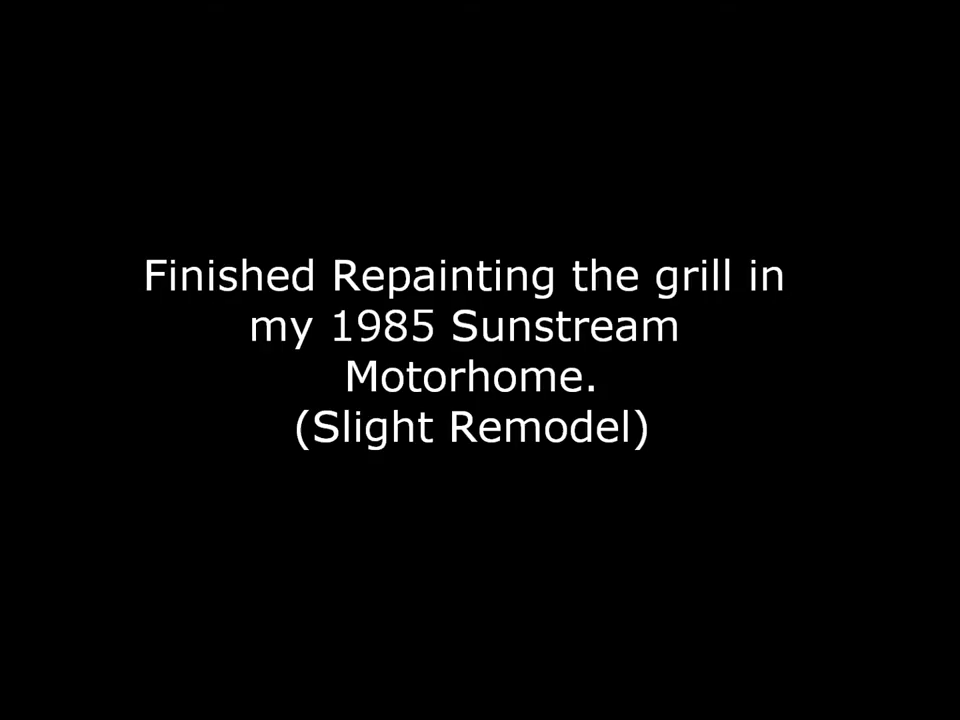 Finished Repainting the grill in
my 1985 Sunstream
Motorhome.
(Slight Remodel)